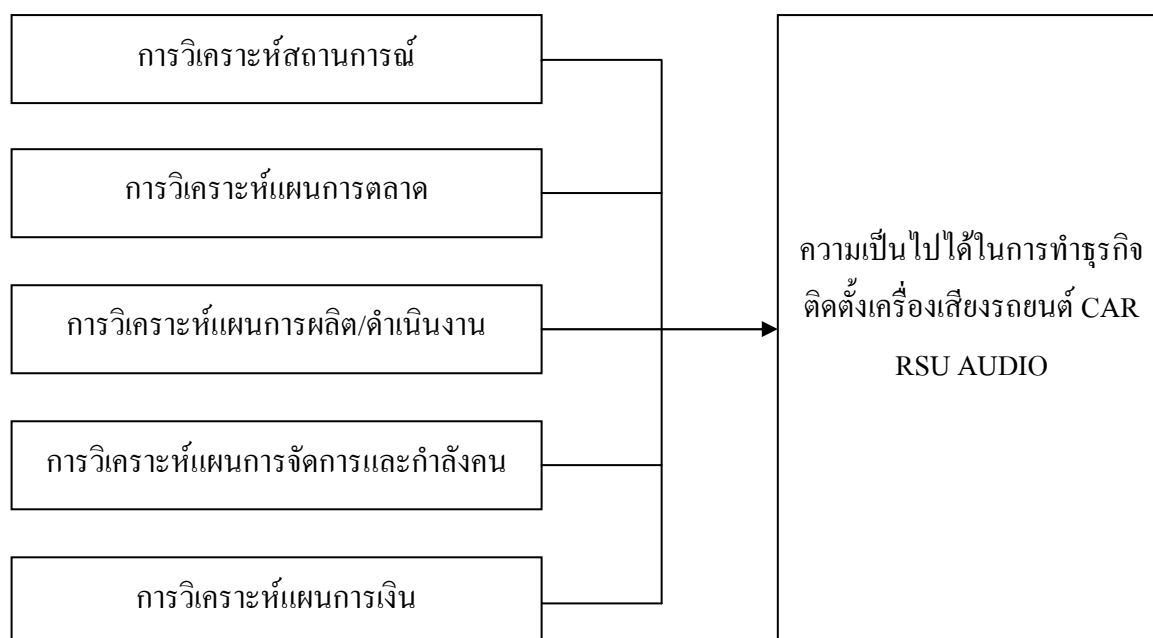 การวิเคราะห์สถานการณ์
การวิเคราะห์แผนการตลาด
การวิเคราะห์แผนการผลิต/ดำเนินงาน
การวิเคราะห์แผนการจัดการและกำลังคน
การวิเคราะห์แผนการเงิน
ความเป็นไปได้ในการทำธุรกิจ
ติดตั้งเครื่องเสียงรถยนต์ CAR
RSU AUDIO